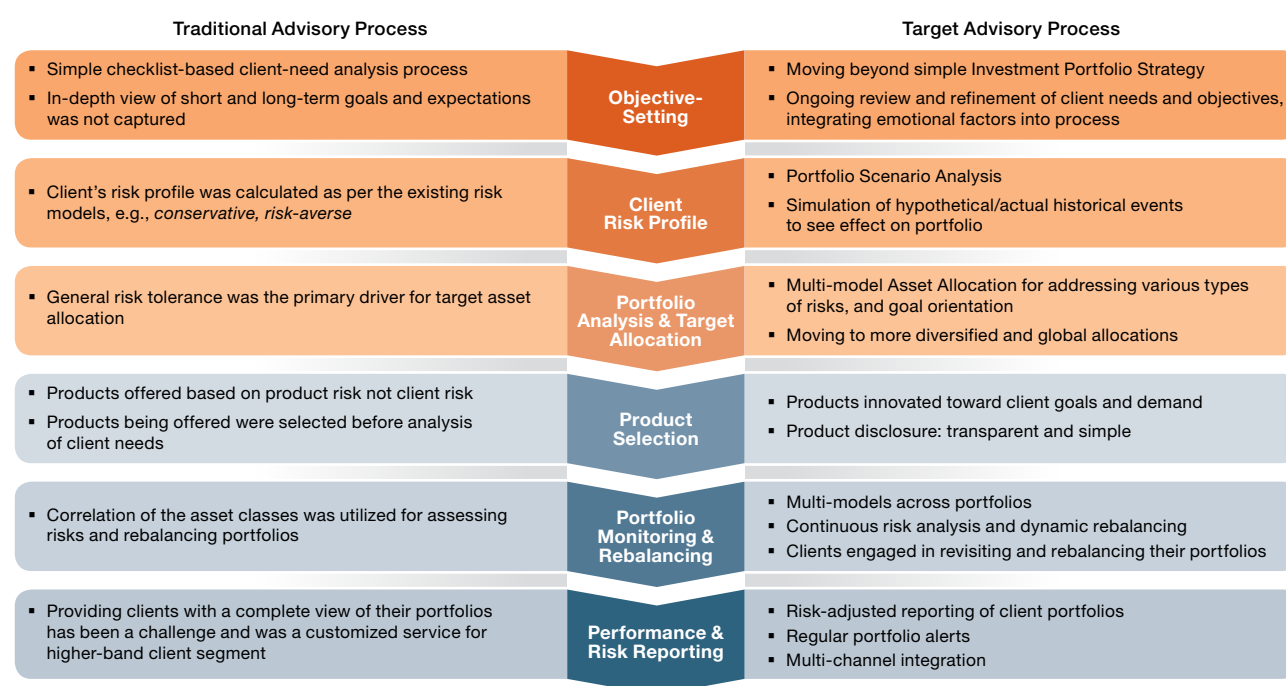 Traditional Advisory Process
Target Advisory Process
▪ Simple checklist-based client-need analysis process
▪ In-depth view of short and long-term goals and expectations
was not captured
Objective-
Setting
▪ Moving beyond simple Investment Portfolio Strategy
▪ Ongoing review and refinement of client needs and objectives,
integrating emotional factors into process
▪ Client's risk profile was calculated as per the existing risk
models, e.g., conservative, risk-averse
Client
Risk Profile
▪ Portfolio Scenario Analysis
▪ Simulation of hypothetical/actual historical events
to see effect on portfolio
▪ General risk tolerance was the primary driver for target asset
allocation
Portfolio
Analysis & Target
Allocation
▪ Multi-model Asset Allocation for addressing various types
of risks, and goal orientation
▪ Moving to more diversified and global allocations
▪ Products offered based on product risk not client risk
▪ Products being offered were selected before analysis
of client needs
Product
Selection
▪ Products innovated toward client goals and demand
▪ Product disclosure: transparent and simple
▪ Correlation of the asset classes was utilized for assessing
risks and rebalancing portfolios
Portfolio
Monitoring &
Rebalancing
▪ Multi-models across portfolios
▪ Continuous risk analysis and dynamic rebalancing
▪ Clients engaged in revisiting and rebalancing their portfolios
▪ Providing clients with a complete view of their portfolios
has been a challenge and was a customized service for
higher-band client segment
Performance &
Risk Reporting
▪ Risk-adjusted reporting of client portfolios
▪ Regular portfolio alerts
▪ Multi-channel integration